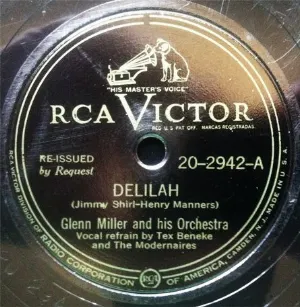 "HIS MASTER'S VOICE"
RCA VICTOR
REG. U.S. PAT. OFF. MARCAS REGISTRADAS.
RE-ISSUED
by Request
20-2942-A
DELILAH
(Jimmy Shirl-Henry Manners)
Glenn Miller and his Orchestra
Vocal refrain by Tex Beneke
and The Modernaires
RCA VICTOR DIVISION OF RADIO CORPORATION OF AMERICA, CAMDEN, N.J. MADE IN U.S.A.
RCA